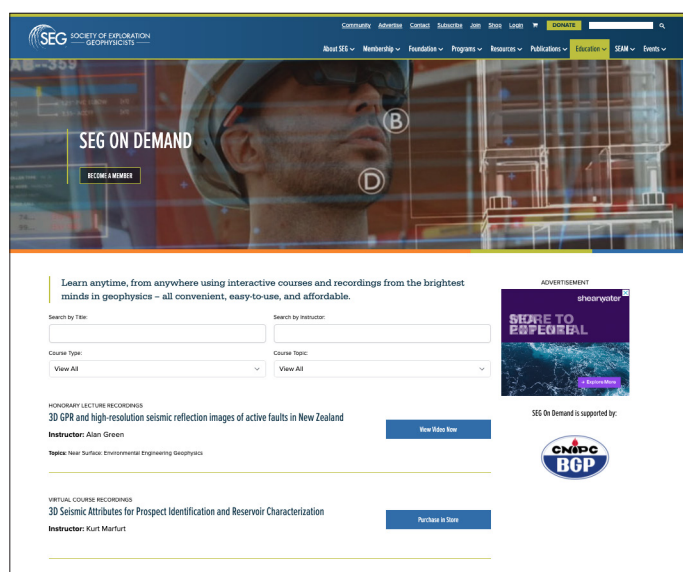 Community Advertise Contact Subscribe Join Shop Login DONATE
SEG SOCIETY OF EXPLORATION
GEOPHYSICISTS
About SEG Membership Foundation Programs Resources Publications Education SEAM Events
AB--359
B
SEG ON DEMAND
BECOME A MEMBER
D
Learn anytime, from anywhere using interactive courses and recordings from the brightest
minds in geophysics – all convenient, easy-to-use, and affordable.
ADVERTISEMENT
shearwater
Search by Title:
Search by Instructor:
Course Type:
Course Topic:
View All
View All
Explore More
HONORARY LECTURE RECORDINGS
3D GPR and high-resolution seismic reflection images of active faults in New Zealand
Instructor: Alan Green
Topics: Near Surface: Environmental Engineering Geophysics
View Video Now
SEG On Demand is supported by:
CNPC
BGP
VIRTUAL COURSE RECORDINGS
3D Seismic Attributes for Prospect Identification and Reservoir Characterization
Instructor: Kurt Marfurt
Purchase in Store